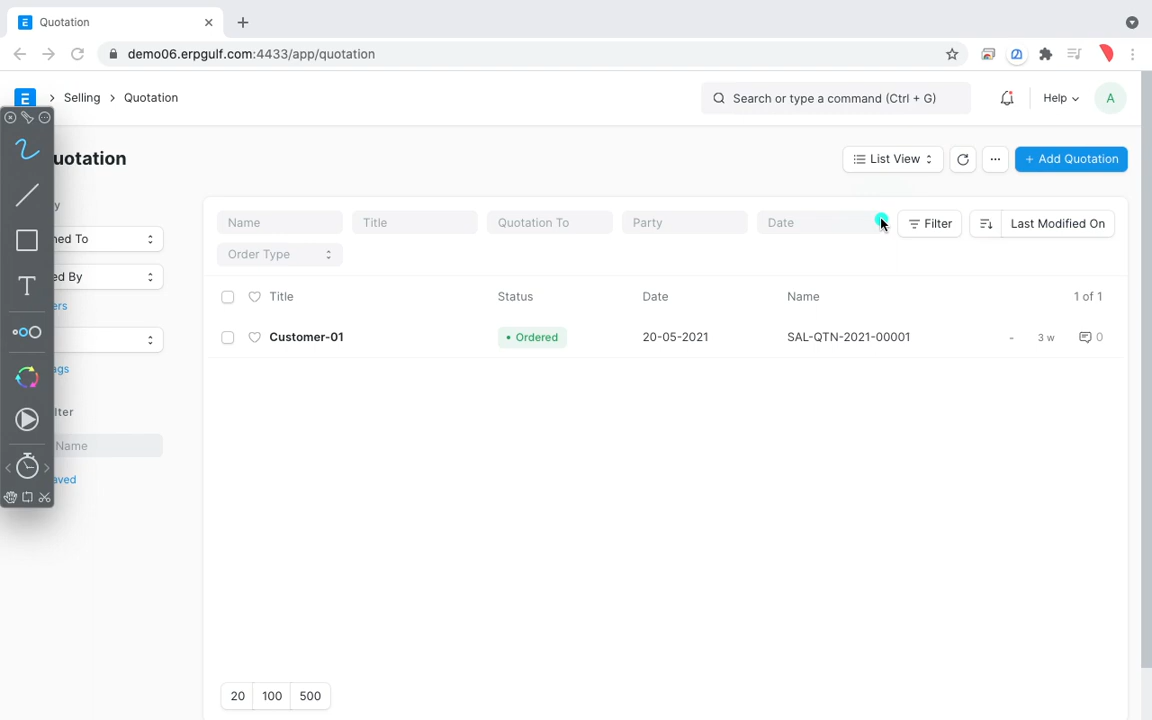 Quotation
demo06.erpgulf.com:4433/app/quotation
E > Selling > Quotation
Search or type a command (Ctrl + G)
Help
A
uotation
List View
+ Add Quotation
y
ned To
ed By
ers
ags
lter
Name
aved
Name Title Quotation To Party Date
Filter
Last Modified On
Order Type
Title Status Date Name 1 of 1
Customer-01 • Ordered 20-05-2021 SAL-QTN-2021-00001 - 3 w 0
20 100 500
T